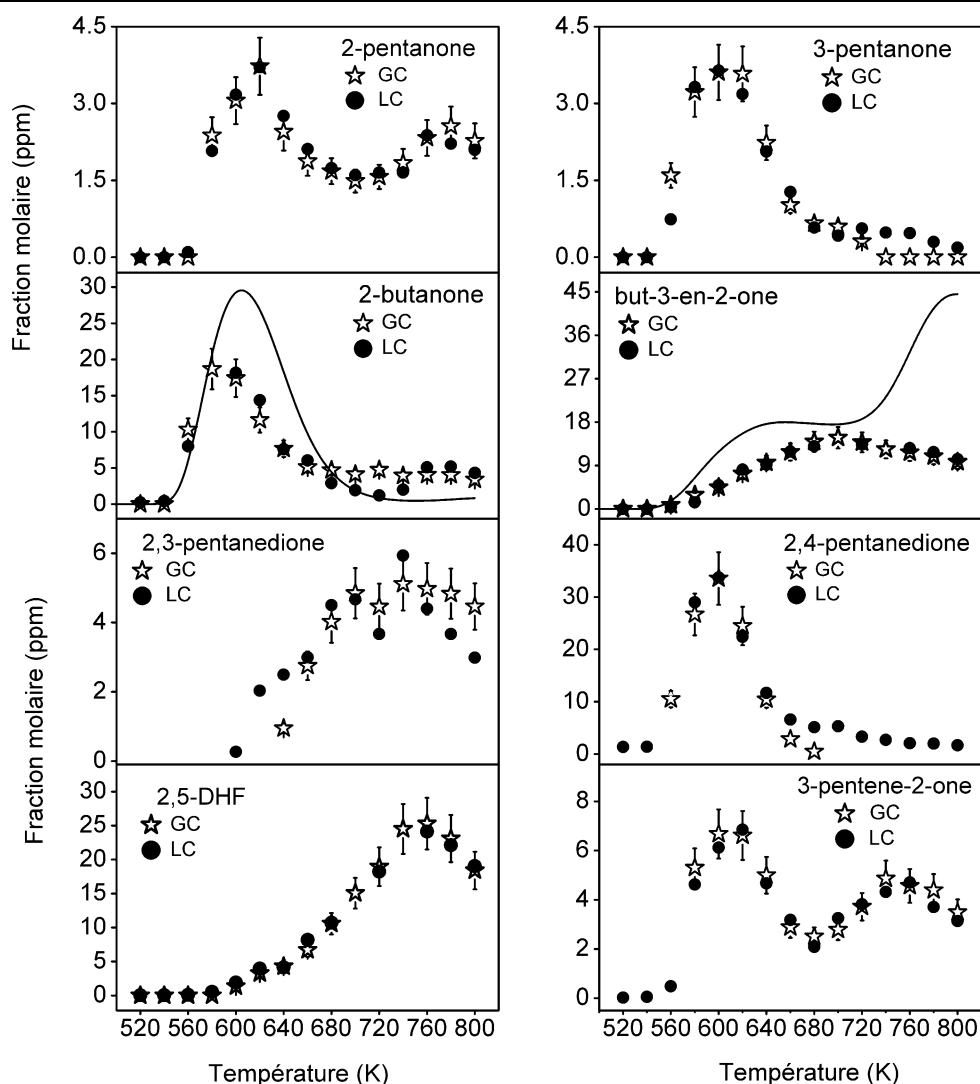 4.5
3.0
1.5
0.0
2-pentanone
GC
LC
4.5
3.0
1.5
0.0
3-pentanone
GC
LC
Fraction molaire (ppm)
30
25
20
15
10
5
0
2-butanone
GC
LC
45
36
27
18
9
0
but-3-en-2-one
GC
LC
6
4
2
0
2,3-pentanedione
GC
LC
40
30
20
10
0
2,4-pentanedione
GC
LC
Fraction molaire (ppm)
30
25
20
15
10
5
0
2,5-DHF
GC
LC
8
6
4
2
0
3-pentene-2-one
GC
LC
520 560 600 640 680 720 760 800
520 560 600 640 680 720 760 800
Température (K)
Température (K)